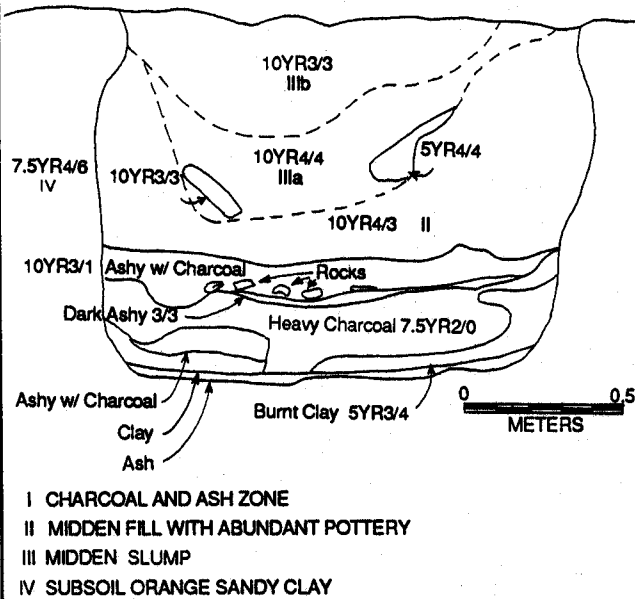 10YR3/3
IIIb
10YR4/4
IIIa
5YR4/4
7.5YR4/6
IV
10YR3/3
10YR4/3 II
10YR3/1 Ashy w/ Charcoal
Rocks
Dark Ashy 3/3
Heavy Charcoal 7.5YR2/0
Ashy w/ Charcoal
Burnt Clay 5YR3/4
0 0.5
METERS
Clay
Ash
I CHARCOAL AND ASH ZONE
II MIDDEN FILL WITH ABUNDANT POTTERY
III MIDDEN SLUMP
IV SUBSOIL ORANGE SANDY CLAY